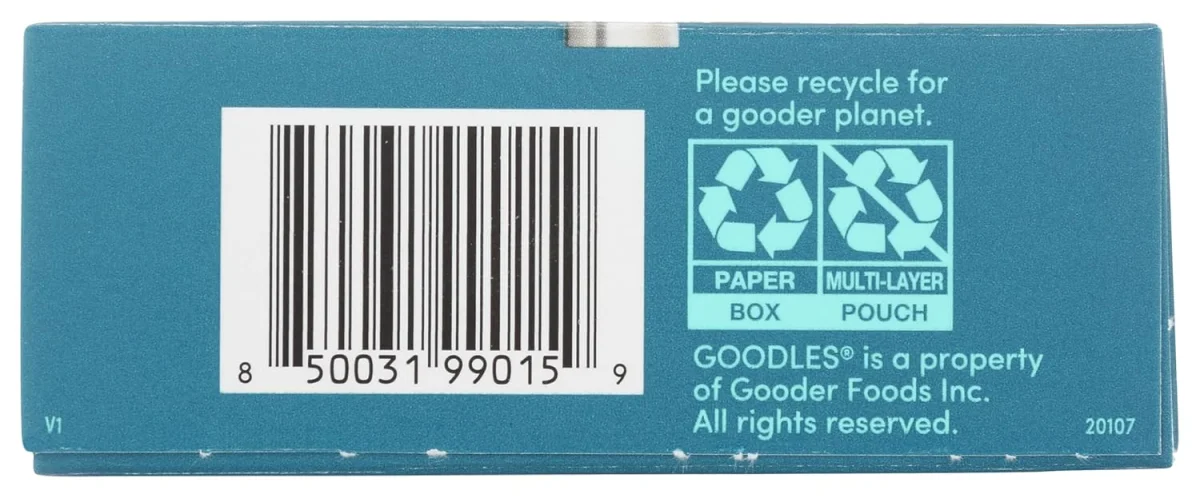 Please recycle for
a gooder planet.
PAPER MULTI-LAYER
BOX POUCH
8 50031 99015 9
GOODLES® is a property
of Gooder Foods Inc.
All rights reserved.
V1
20107